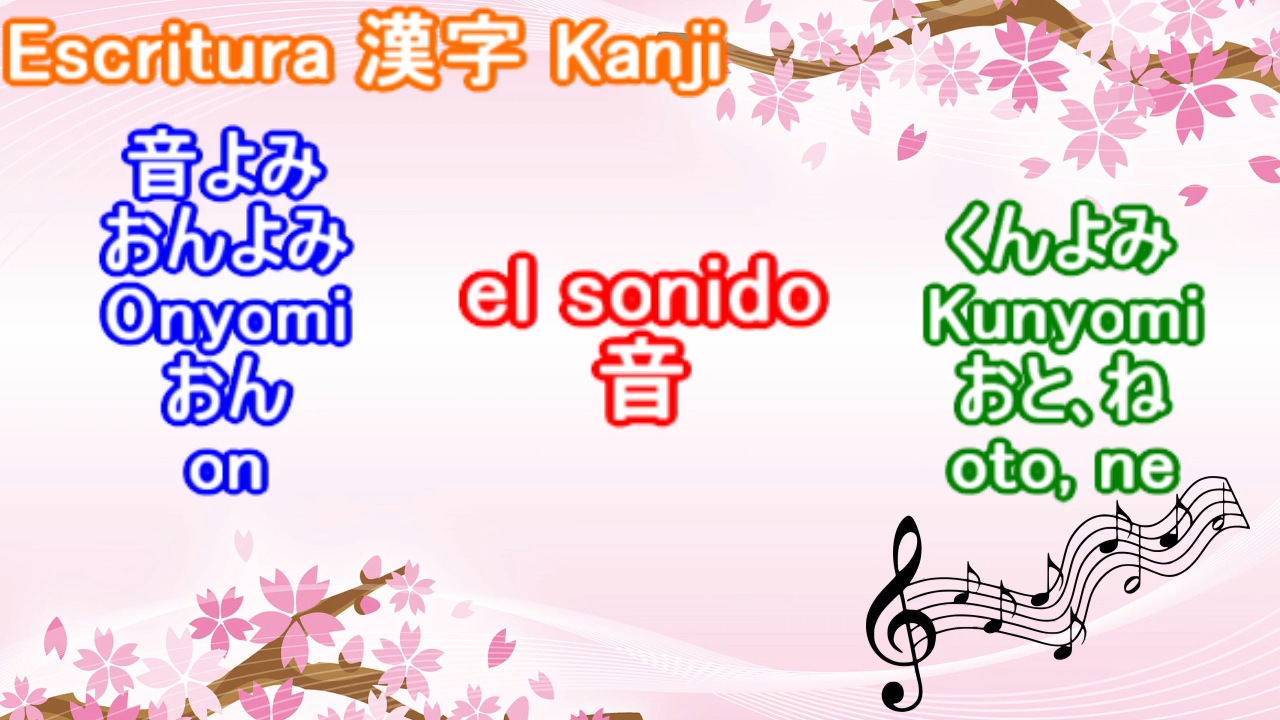 Escritura 漢字 Kanji
音よみ
おんよみ
Onyomi
おん
on
el sonido
音
くんよみ
Kunyomi
おと、ね
oto, ne